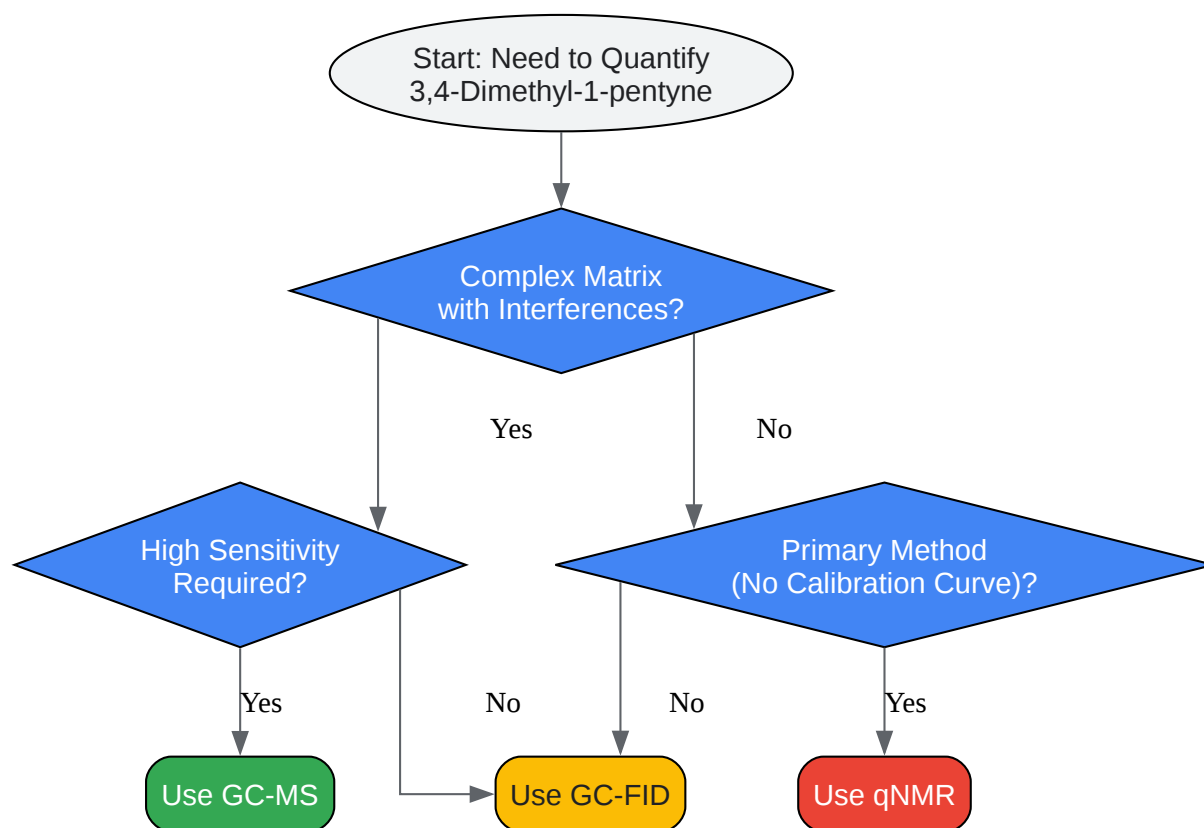 Start: Need to Quantify
3,4-Dimethyl-1-pentyne
Complex Matrix
with Interferences?
Yes
No
High Sensitivity
Required?
Primary Method
(No Calibration Curve)?
Yes
No
No
Yes
Use GC-MS
Use GC-FID
Use qNMR